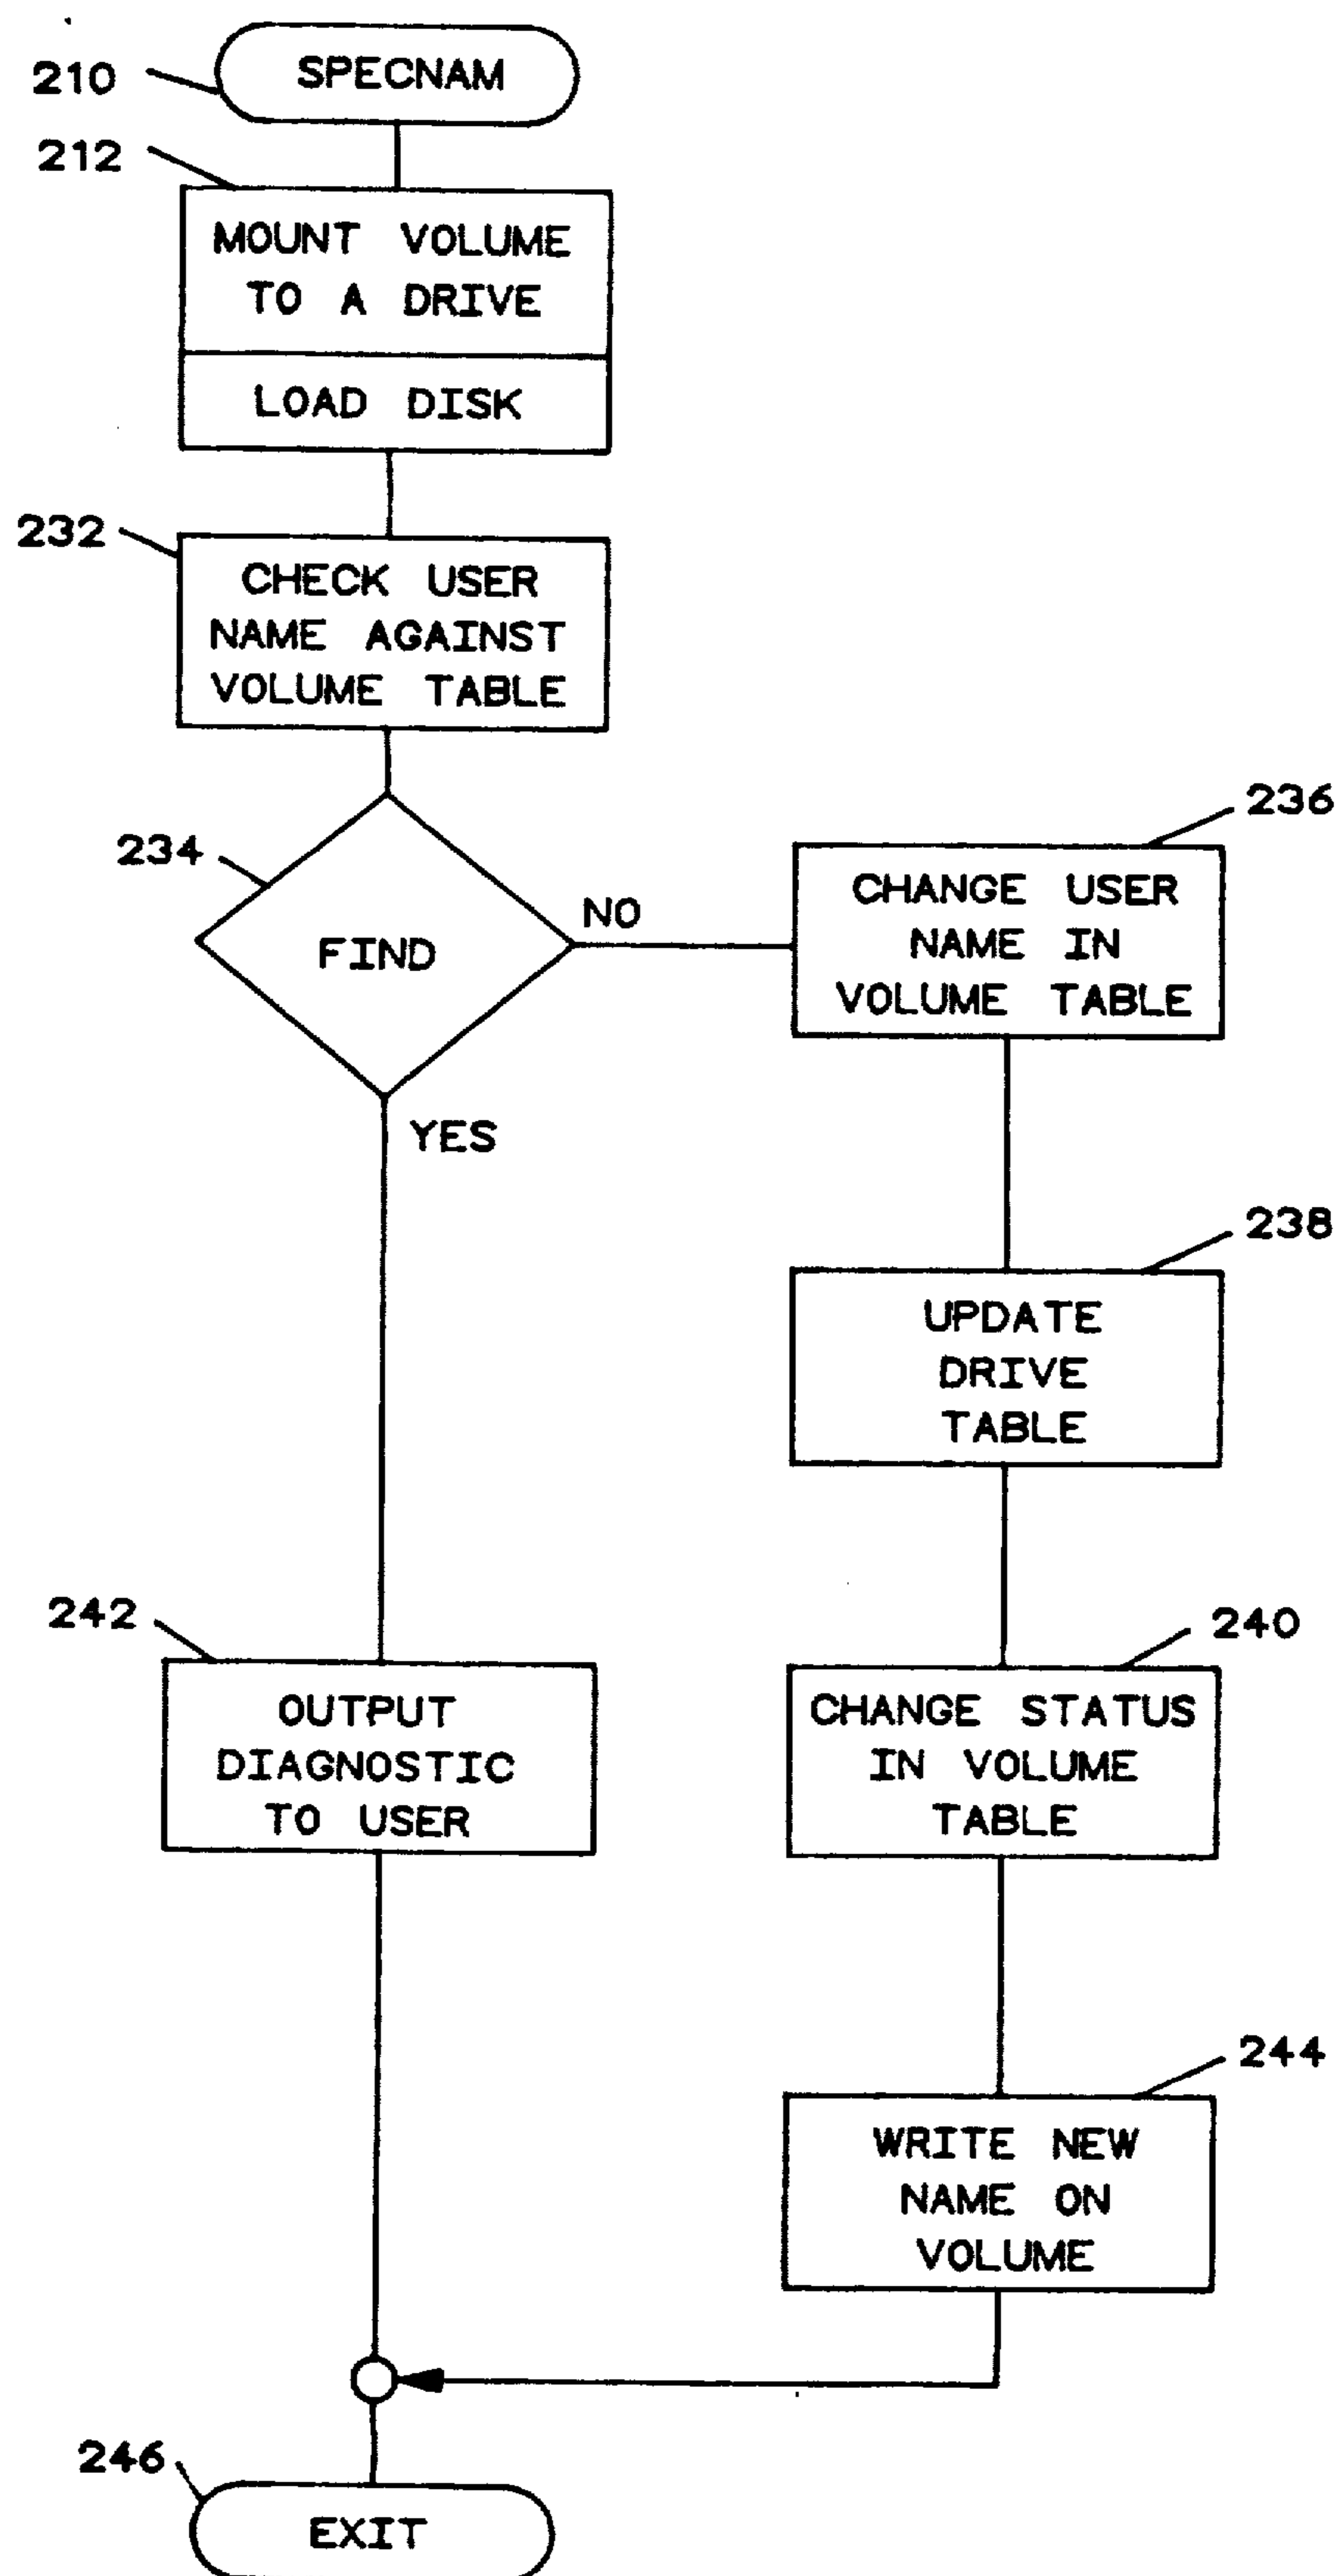 210
SPECNAM
212
MOUNT VOLUME
TO A DRIVE
LOAD DISK
232
CHECK USER
NAME AGAINST
VOLUME TABLE
234
FIND
NO
YES
236
CHANGE USER
NAME IN
VOLUME TABLE
238
UPDATE
DRIVE
TABLE
240
CHANGE STATUS
IN VOLUME
TABLE
242
OUTPUT
DIAGNOSTIC
TO USER
244
WRITE NEW
NAME ON
VOLUME
246
EXIT